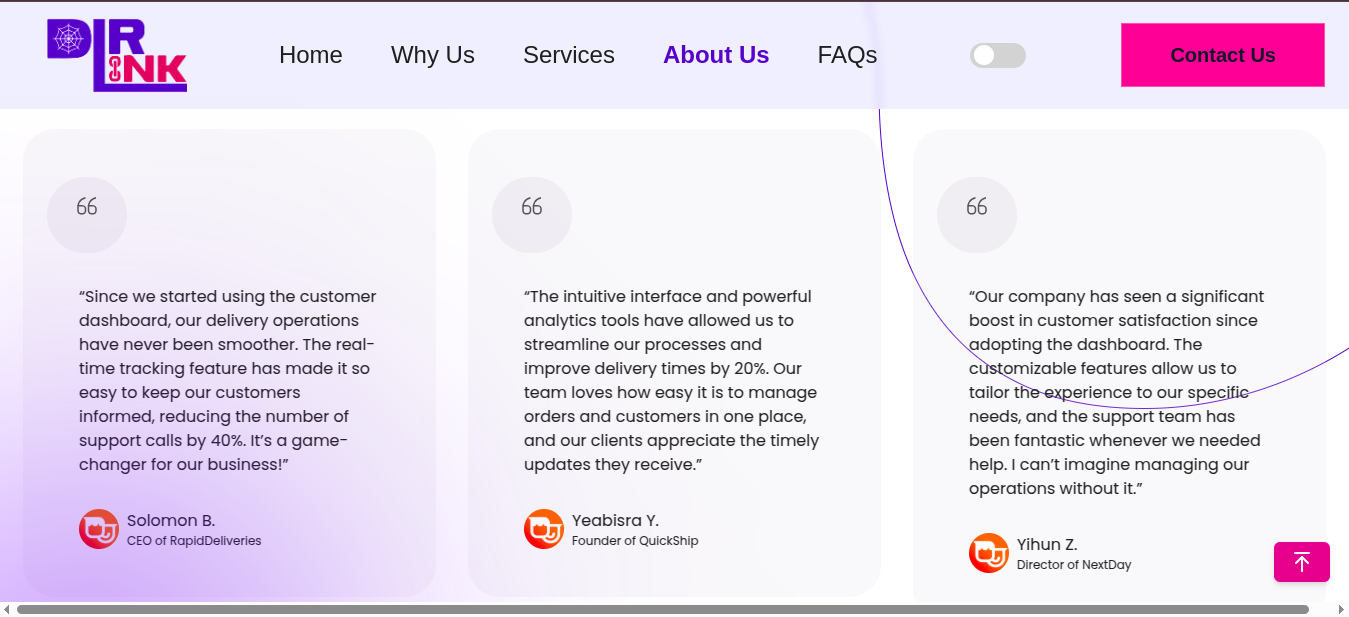 DIR
LINK
Home
Why Us
Services
About Us
FAQs
Contact Us
“Since we started using the customer
dashboard, our delivery operations
have never been smoother. The real-
time tracking feature has made it so
easy to keep our customers
informed, reducing the number of
support calls by 40%. It’s a game-
changer for our business!”
Solomon B.
CEO of RapidDeliveries
“The intuitive interface and powerful
analytics tools have allowed us to
streamline our processes and
improve delivery times by 20%. Our
team loves how easy it is to manage
orders and customers in one place,
and our clients appreciate the timely
updates they receive.”
Yeabisra Y.
Founder of QuickShip
“Our company has seen a significant
boost in customer satisfaction since
adopting the dashboard. The
customizable features allow us to
tailor the experience to our specific
needs, and the support team has
been fantastic whenever we needed
help. I can’t imagine managing our
operations without it.”
Yihun Z.
Director of NextDay